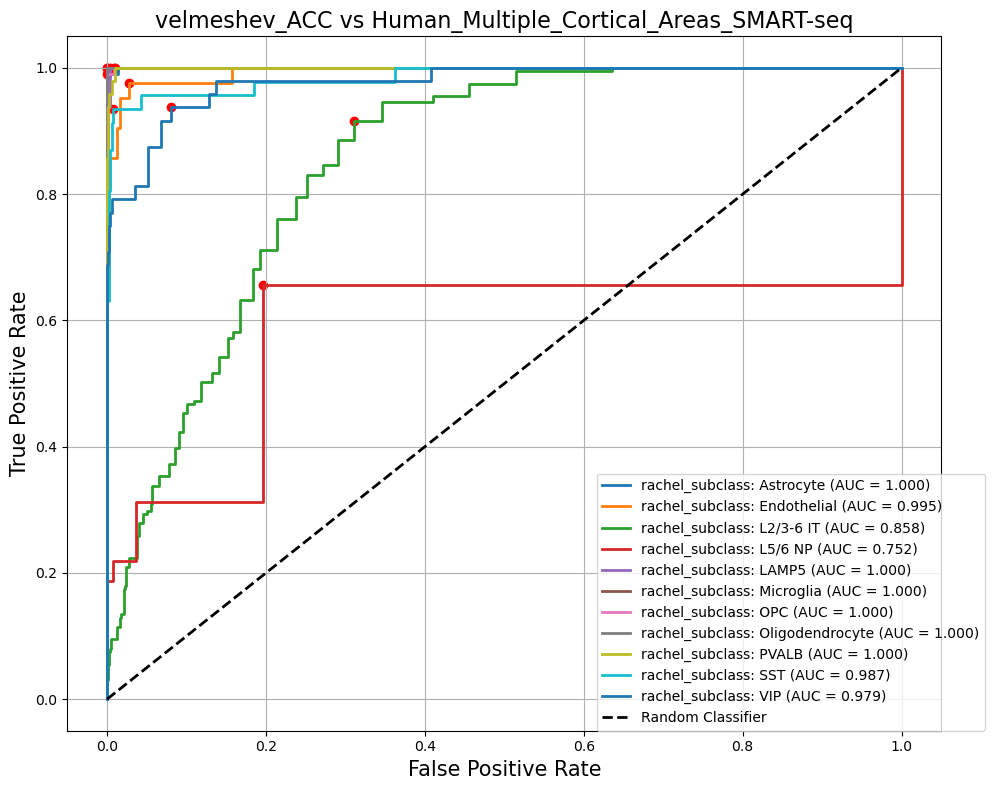 velmeshev_ACC vs Human_Multiple_Cortical_Areas_SMART-seq
True Positive Rate
1.0
0.8
0.6
0.4
0.2
0.0
rachel_subclass: Astrocyte (AUC = 1.000)
rachel_subclass: Endothelial (AUC = 0.995)
rachel_subclass: L2/3-6 IT (AUC = 0.858)
rachel_subclass: L5/6 NP (AUC = 0.752)
rachel_subclass: LAMP5 (AUC = 1.000)
rachel_subclass: Microglia (AUC = 1.000)
rachel_subclass: OPC (AUC = 1.000)
rachel_subclass: Oligodendrocyte (AUC = 1.000)
rachel_subclass: PVALB (AUC = 1.000)
rachel_subclass: SST (AUC = 0.987)
rachel_subclass: VIP (AUC = 0.979)
Random Classifier
0.0 0.2 0.4 0.6 0.8 1.0
False Positive Rate